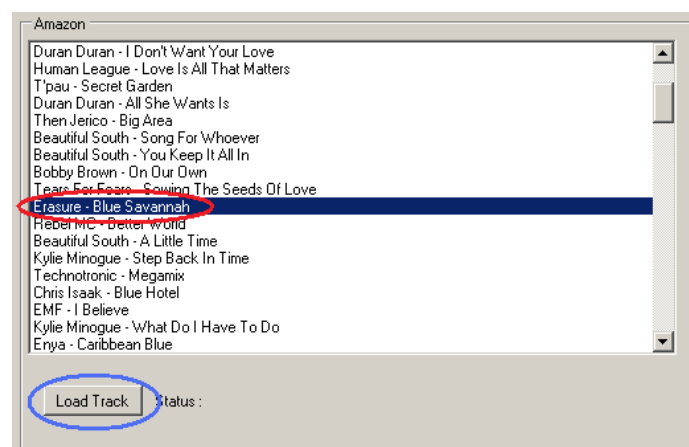 Amazon
Duran Duran - I Don't Want Your Love
Human League - Love Is All That Matters
T'pau - Secret Garden
Duran Duran - All She Wants Is
Then Jerico - Big Area
Beautiful South - Song For Whoever
Beautiful South - You Keep It All In
Bobby Brown - On Our Own
Tears For Fears - Sowing The Seeds Of Love
Erasure - Blue Savannah
Rebel MC - Better World
Beautiful South - A Little Time
Kylie Minogue - Step Back In Time
Technotronic - Megamix
Chris Isaak - Blue Hotel
EMF - I Believe
Kylie Minogue - What Do I Have To Do
Enya - Caribbean Blue
Load Track Status :